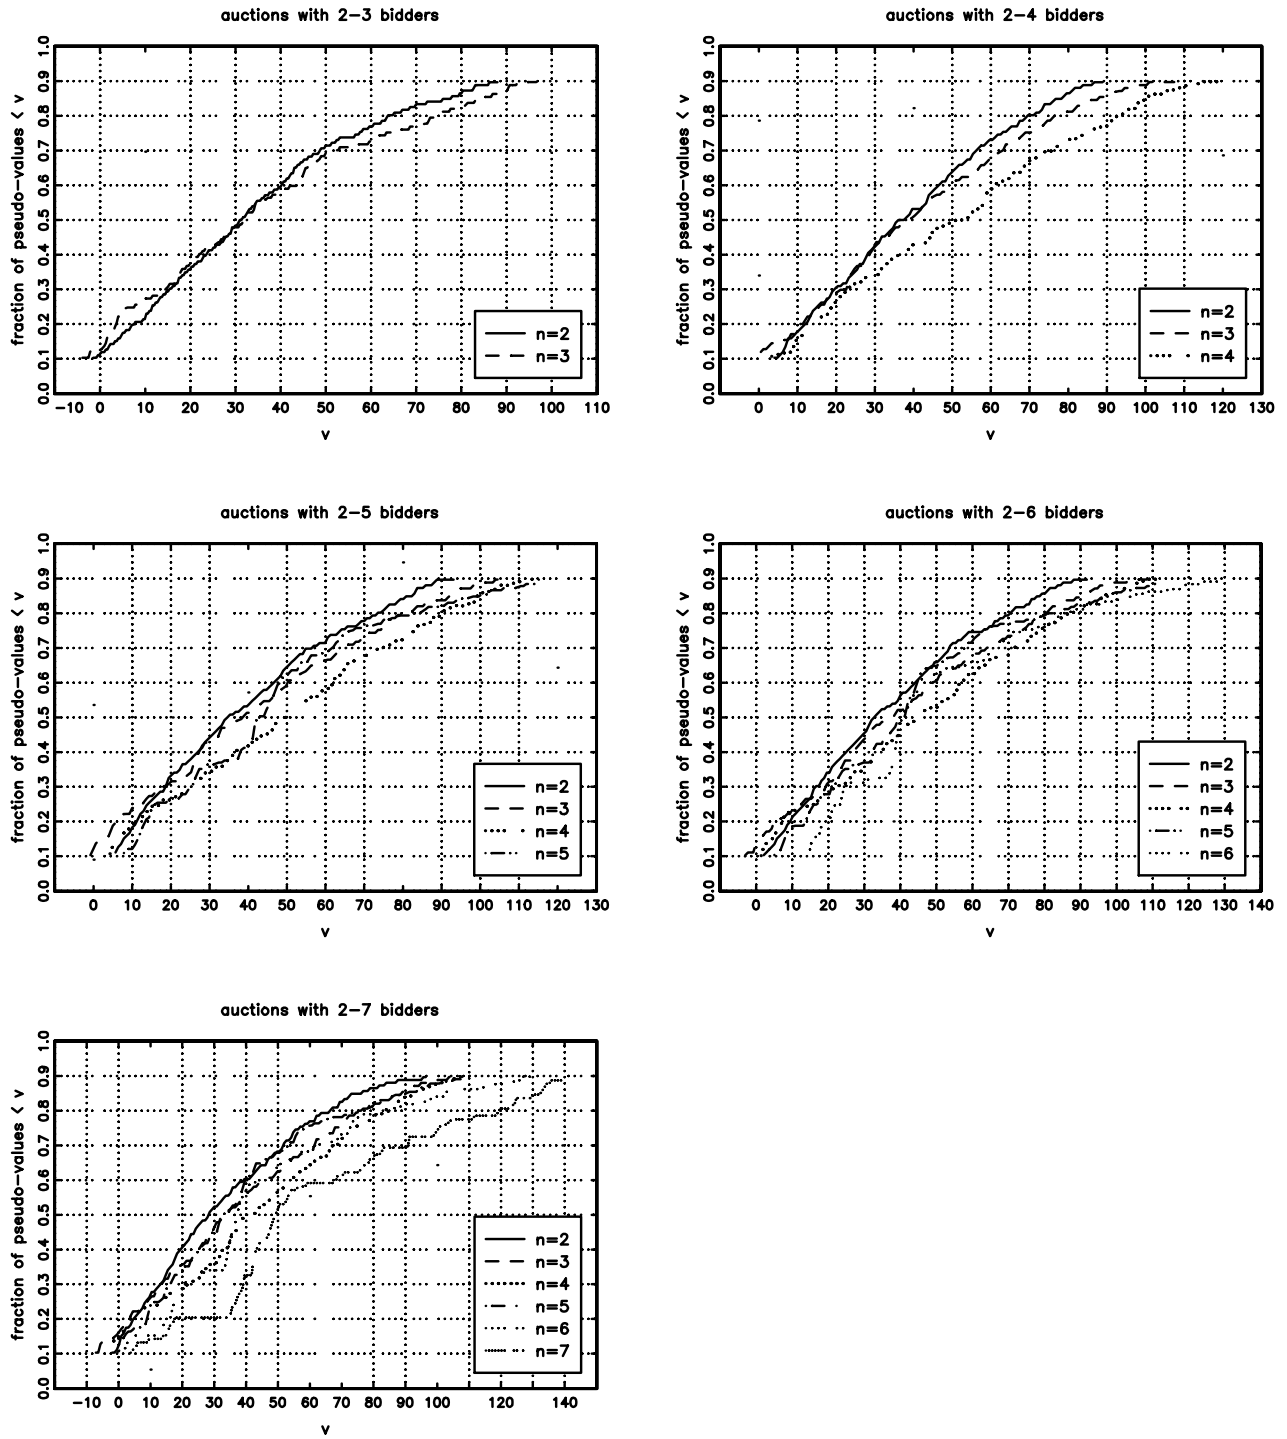 auctions with 2-3 bidders
fraction of pseudo-values < v
0.0 0.1 0.2 0.3 0.4 0.5 0.6 0.7 0.8 0.9 1.0
n=2
n=3
-10 0 10 20 30 40 50 60 70 80 90 100 110
v
auctions with 2-4 bidders
fraction of pseudo-values < v
0.0 0.1 0.2 0.3 0.4 0.5 0.6 0.7 0.8 0.9 1.0
n=2
n=3
n=4
0 10 20 30 40 50 60 70 80 90 100 110 120 130
v
auctions with 2-5 bidders
fraction of pseudo-values < v
0.0 0.1 0.2 0.3 0.4 0.5 0.6 0.7 0.8 0.9 1.0
n=2
n=3
n=4
n=5
0 10 20 30 40 50 60 70 80 90 100 110 120 130
v
auctions with 2-6 bidders
fraction of pseudo-values < v
0.0 0.1 0.2 0.3 0.4 0.5 0.6 0.7 0.8 0.9 1.0
n=2
n=3
n=4
n=5
n=6
0 10 20 30 40 50 60 70 80 90 100 110 120 130 140
v
auctions with 2-7 bidders
fraction of pseudo-values < v
0.0 0.1 0.2 0.3 0.4 0.5 0.6 0.7 0.8 0.9 1.0
n=2
n=3
n=4
n=5
n=6
n=7
-10 0 10 20 30 40 50 60 70 80 90 110 140
v